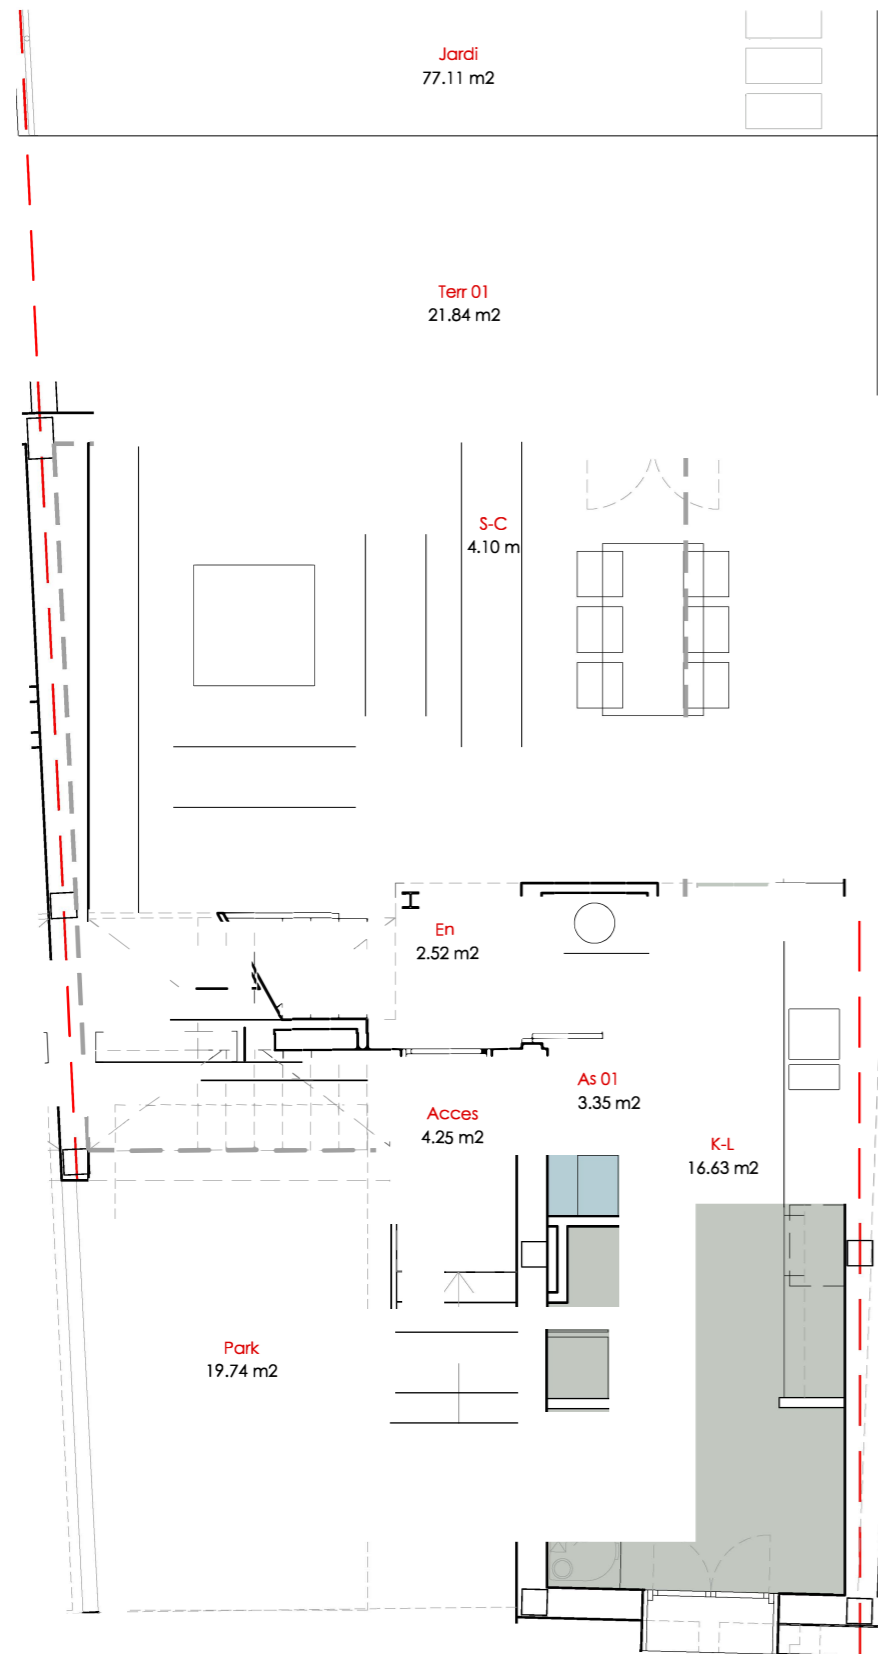 Jardi
77.11 m2
Terr 01
21.84 m2
S-C
4.10 m
En
2.52 m2
As 01
3.35 m2
Acces
4.25 m2
K-L
16.63 m2
Park
19.74 m2